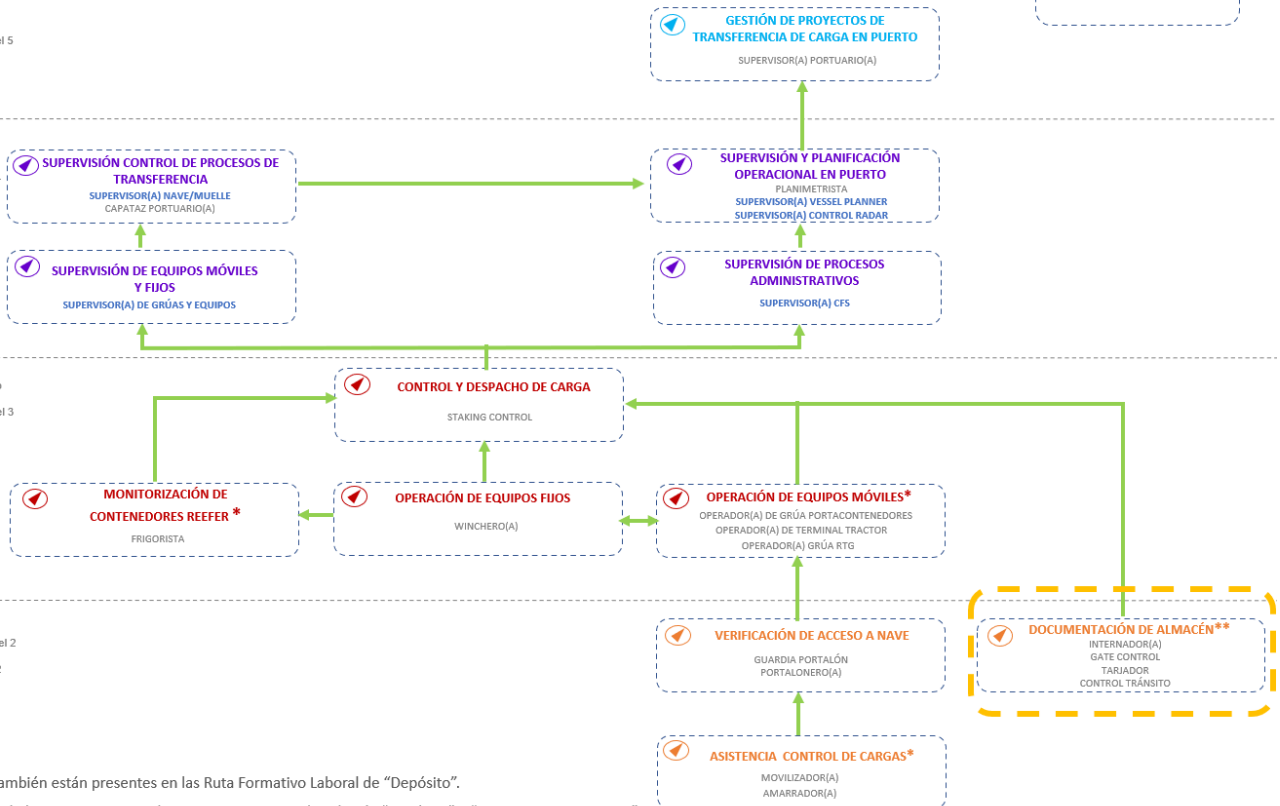 GESTIÓN DE PROYECTOS DE
TRANSFERENCIA DE CARGA EN PUERTO
SUPERVISOR(A) PORTUARIO(A)
el 5
SUPERVISIÓN CONTROL DE PROCESOS DE
TRANSFERENCIA
SUPERVISOR(A) NAVE/MUELLE
CAPATAZ PORTUARIO(A)
SUPERVISIÓN Y PLANIFICACIÓN
OPERACIONAL EN PUERTO
PLANIMETRISTA
SUPERVISOR(A) VESSEL PLANNER
SUPERVISOR(A) CONTROL RADAR
SUPERVISIÓN DE EQUIPOS MÓVILES
Y FIJOS
SUPERVISOR(A) DE GRÚAS Y EQUIPOS
SUPERVISIÓN DE PROCESOS
ADMINISTRATIVOS
SUPERVISOR(A) CFS
CONTROL Y DESPACHO DE CARGA
STAKING CONTROL
el 3
MONITORIZACIÓN DE
CONTENEDORES REEFER *
FRIGORISTA
OPERACIÓN DE EQUIPOS FIJOS
WINCHERO(A)
OPERACIÓN DE EQUIPOS MÓVILES*
OPERADOR(A) DE GRÚA PORTACONTENEDORES
OPERADOR(A) DE TERMINAL TRACTOR
OPERADOR(A) GRÚA RTG
el 2
VERIFICACIÓN DE ACCESO A NAVE
GUARDIA PORTALÓN
PORTALONERO(A)
DOCUMENTACIÓN DE ALMACÉN**
INTERNADOR(A)
GATE CONTROL
TARJADOR
CONTROL TRÁNSITO
ASISTENCIA CONTROL DE CARGAS*
MOVILIZADOR(A)
AMARRADOR(A)
ambién están presentes en las Ruta Formativo Laboral de "Depósito".